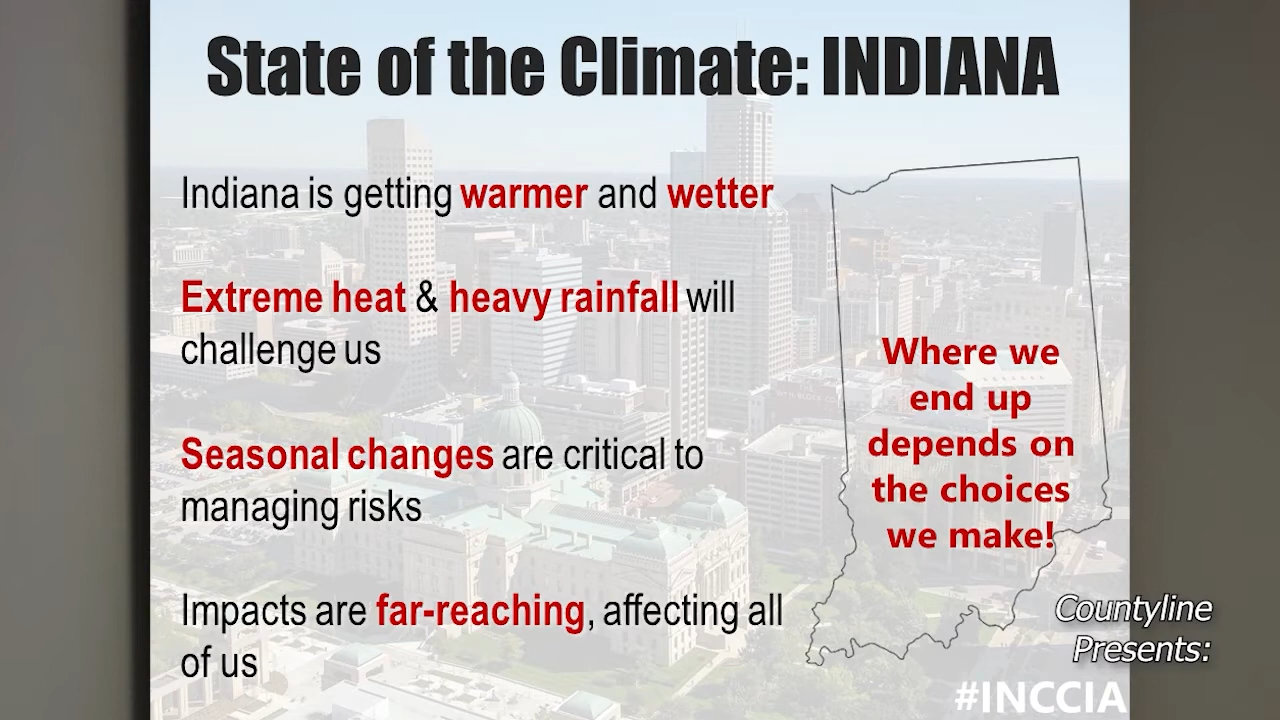 State of the Climate: INDIANA
Indiana is getting warmer and wetter
Extreme heat & heavy rainfall will
challenge us
Seasonal changes are critical to
managing risks
Impacts are far-reaching, affecting all
of us
Where we
end up
depends on
the choices
we make!
Countyline
Presents:
#INCCIA